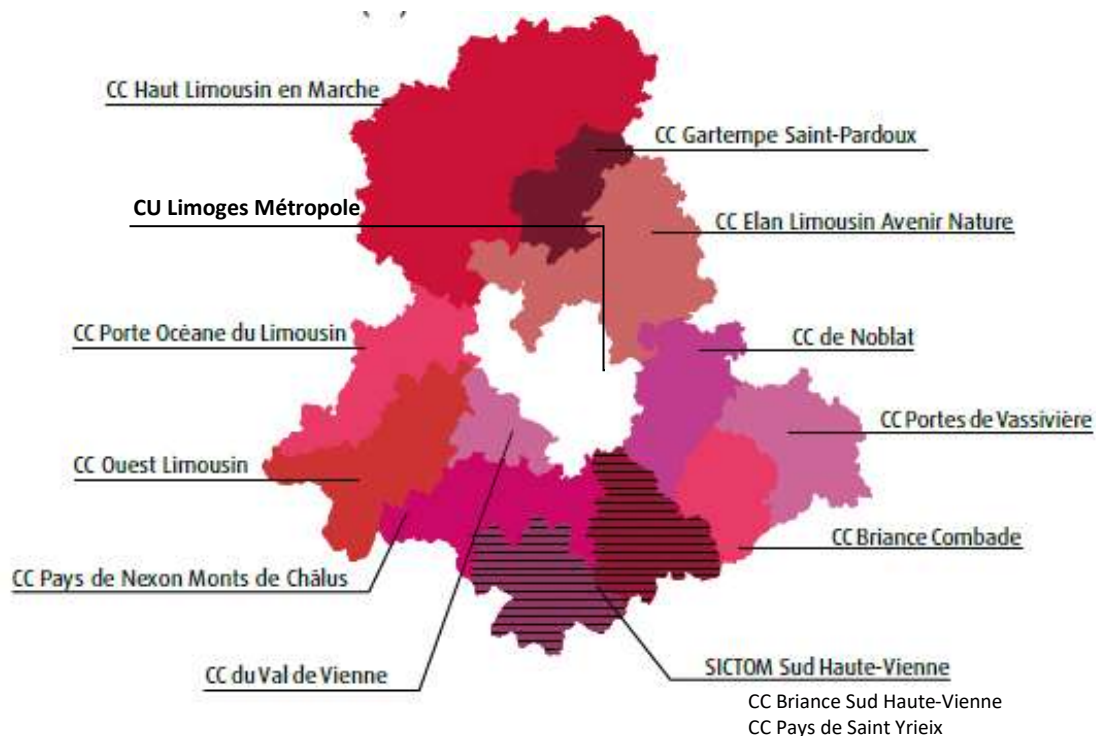 CC Haut Limousin en Marche
CC Gartempe Saint-Pardoux
CU Limoges Métropole
CC Elan Limousin Avenir Nature
CC Porte Océane du Limousin
CC de Noblat
CC Portes de Vassivière
CC Ouest Limousin
CC Briance Combade
CC Pays de Nexon Monts de Châlus
CC du Val de Vienne
SICTOM Sud Haute-Vienne
CC Briance Sud Haute-Vienne
CC Pays de Saint Yrieix